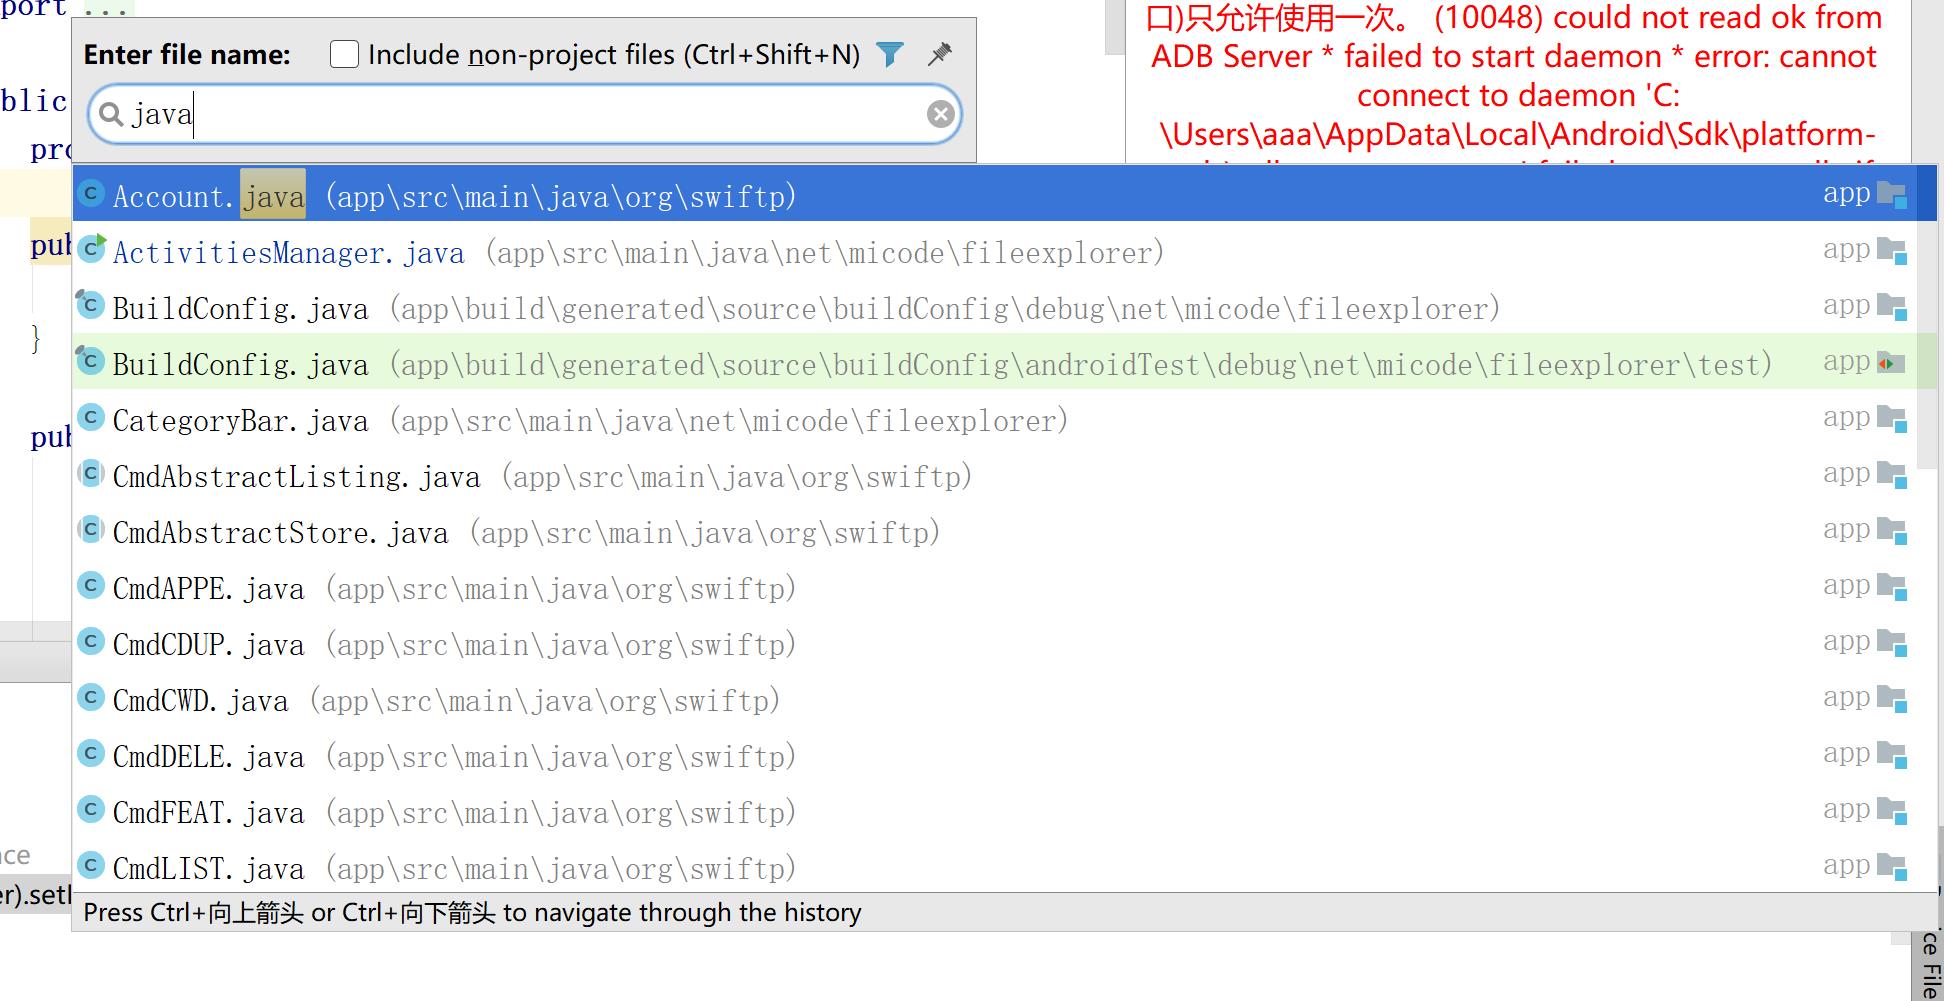 port ...
口)只允许使用一次。 (10048) could not read ok from
ADB Server * failed to start daemon * error: cannot
connect to daemon 'C:
\Users\aaa\AppData\Local\Android\Sdk\platform-
Enter file name:
Include non-project files (Ctrl+Shift+N)
java
blic
pro
pub
}
pub
Account.java (app\src\main\java\org\swiftp) app
ActivitiesManager.java (app\src\main\java\net\micode\fileexplorer) app
BuildConfig.java (app\build\generated\source\buildConfig\debug\net\micode\fileexplorer) app
BuildConfig.java (app\build\generated\source\buildConfig\androidTest\debug\net\micode\fileexplorer\test) app
CategoryBar.java (app\src\main\java\net\micode\fileexplorer) app
CmdAbstractListing.java (app\src\main\java\org\swiftp) app
CmdAbstractStore.java (app\src\main\java\org\swiftp) app
CmdAPPE.java (app\src\main\java\org\swiftp) app
CmdCDUP.java (app\src\main\java\org\swiftp) app
CmdCWD.java (app\src\main\java\org\swiftp) app
CmdDELE.java (app\src\main\java\org\swiftp) app
CmdFEAT.java (app\src\main\java\org\swiftp) app
CmdLIST.java (app\src\main\java\org\swiftp) app
Press Ctrl+向上箭头 or Ctrl+向下箭头 to navigate through the history
ce
er).setI
ce File